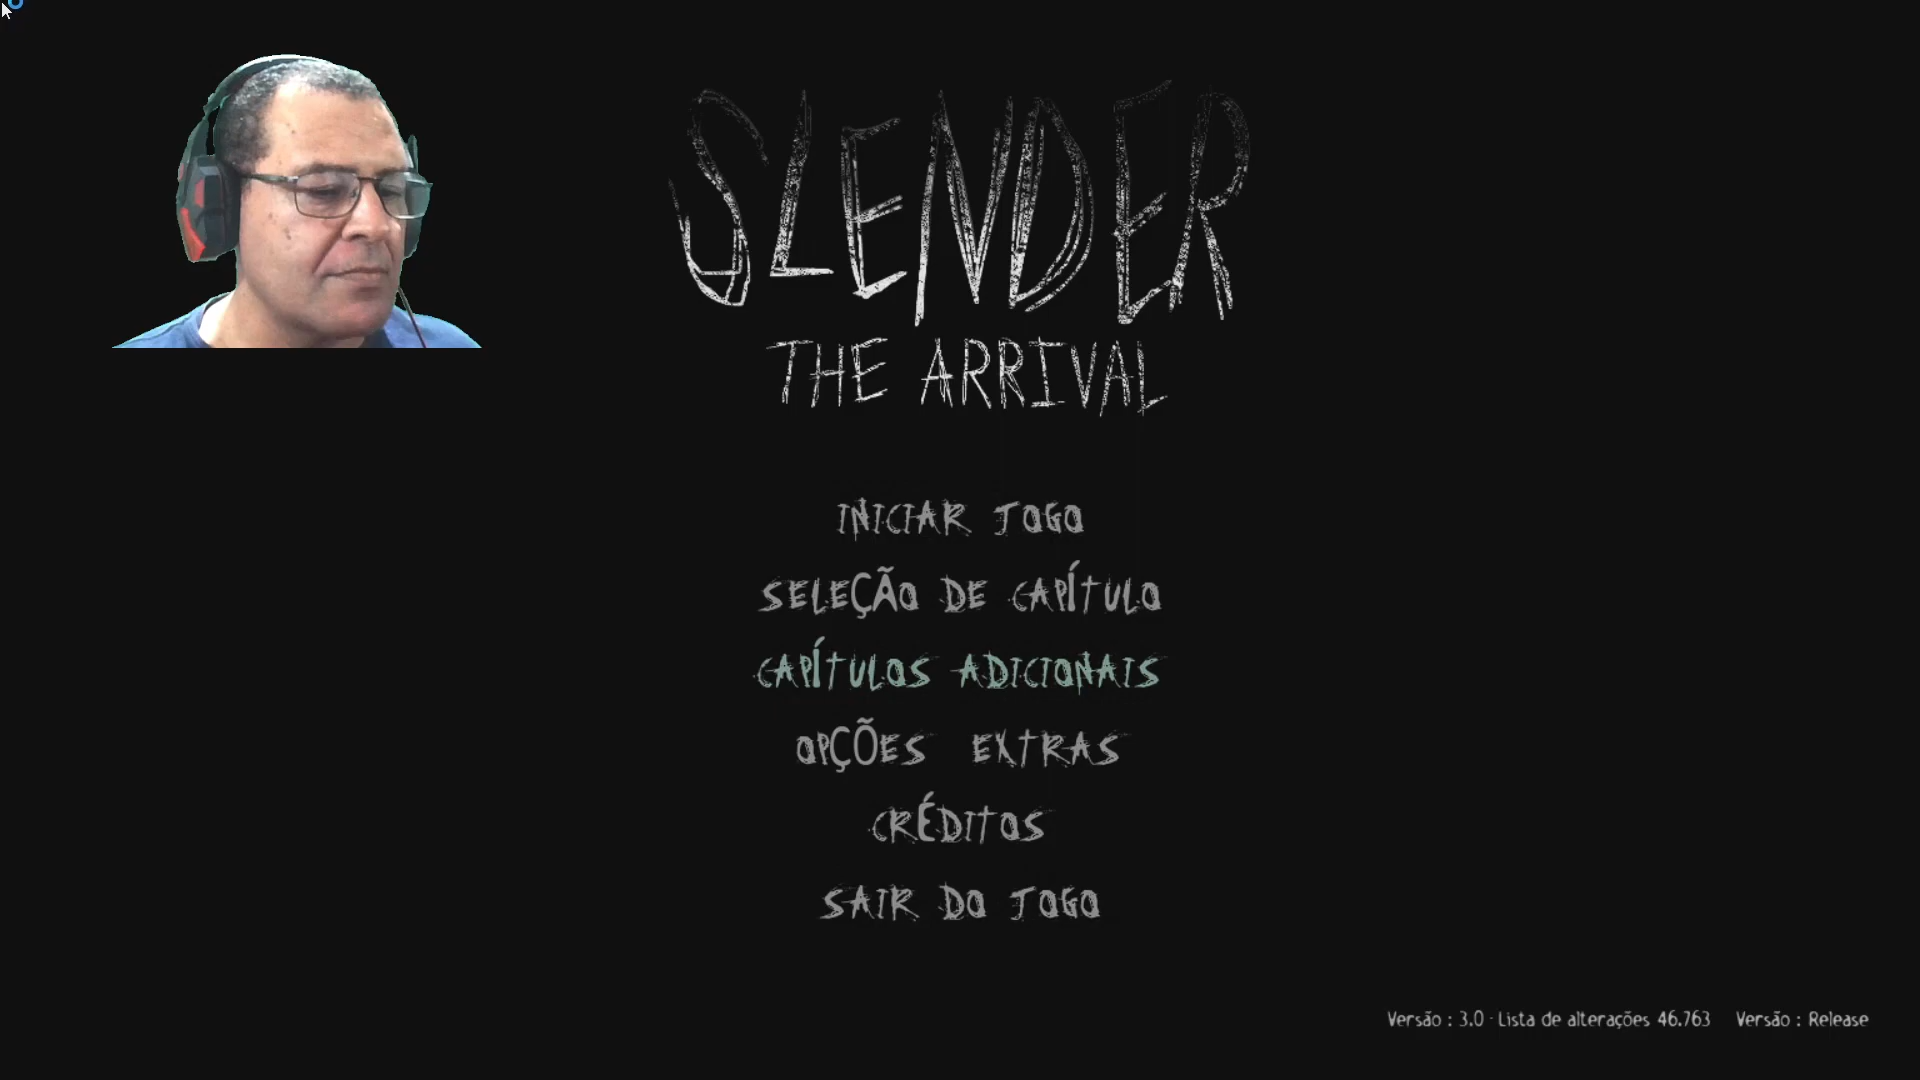 SLENDER
THE ARRIVAL
INICIAR JOGO
SELEÇÃO DE CAPÍTULO
CAPÍTULOS ADICIONAIS
OPÇÕES EXTRAS
CRÉDITOS
SAIR DO JOGO
Versão : 3.0 - Lista de alterações 46.763 Versão : Release